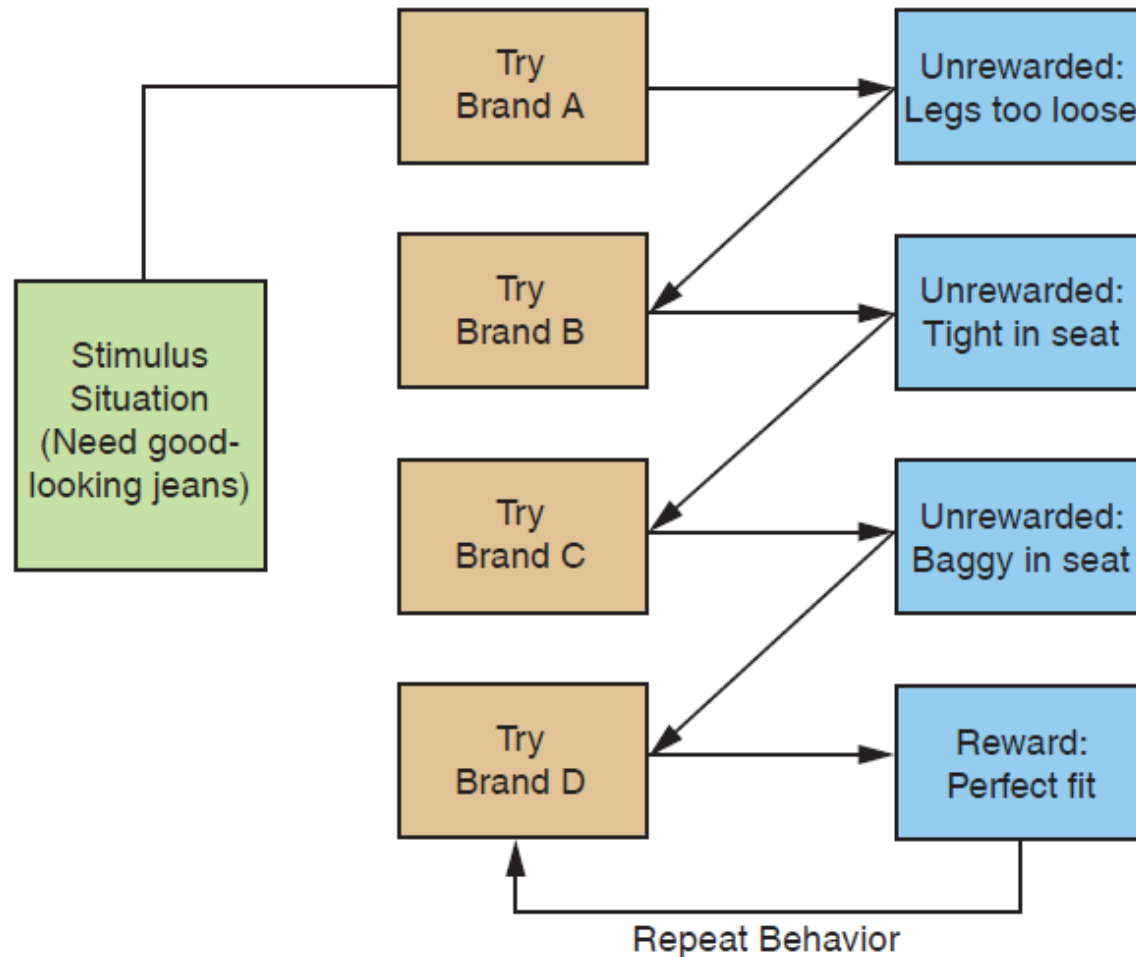 Try
Brand A
Unrewarded:
Legs too loose
Stimulus
Situation
(Need good-
looking jeans)
Try
Brand B
Unrewarded:
Tight in seat
Try
Brand C
Unrewarded:
Baggy in seat
Try
Brand D
Reward:
Perfect fit
Repeat Behavior